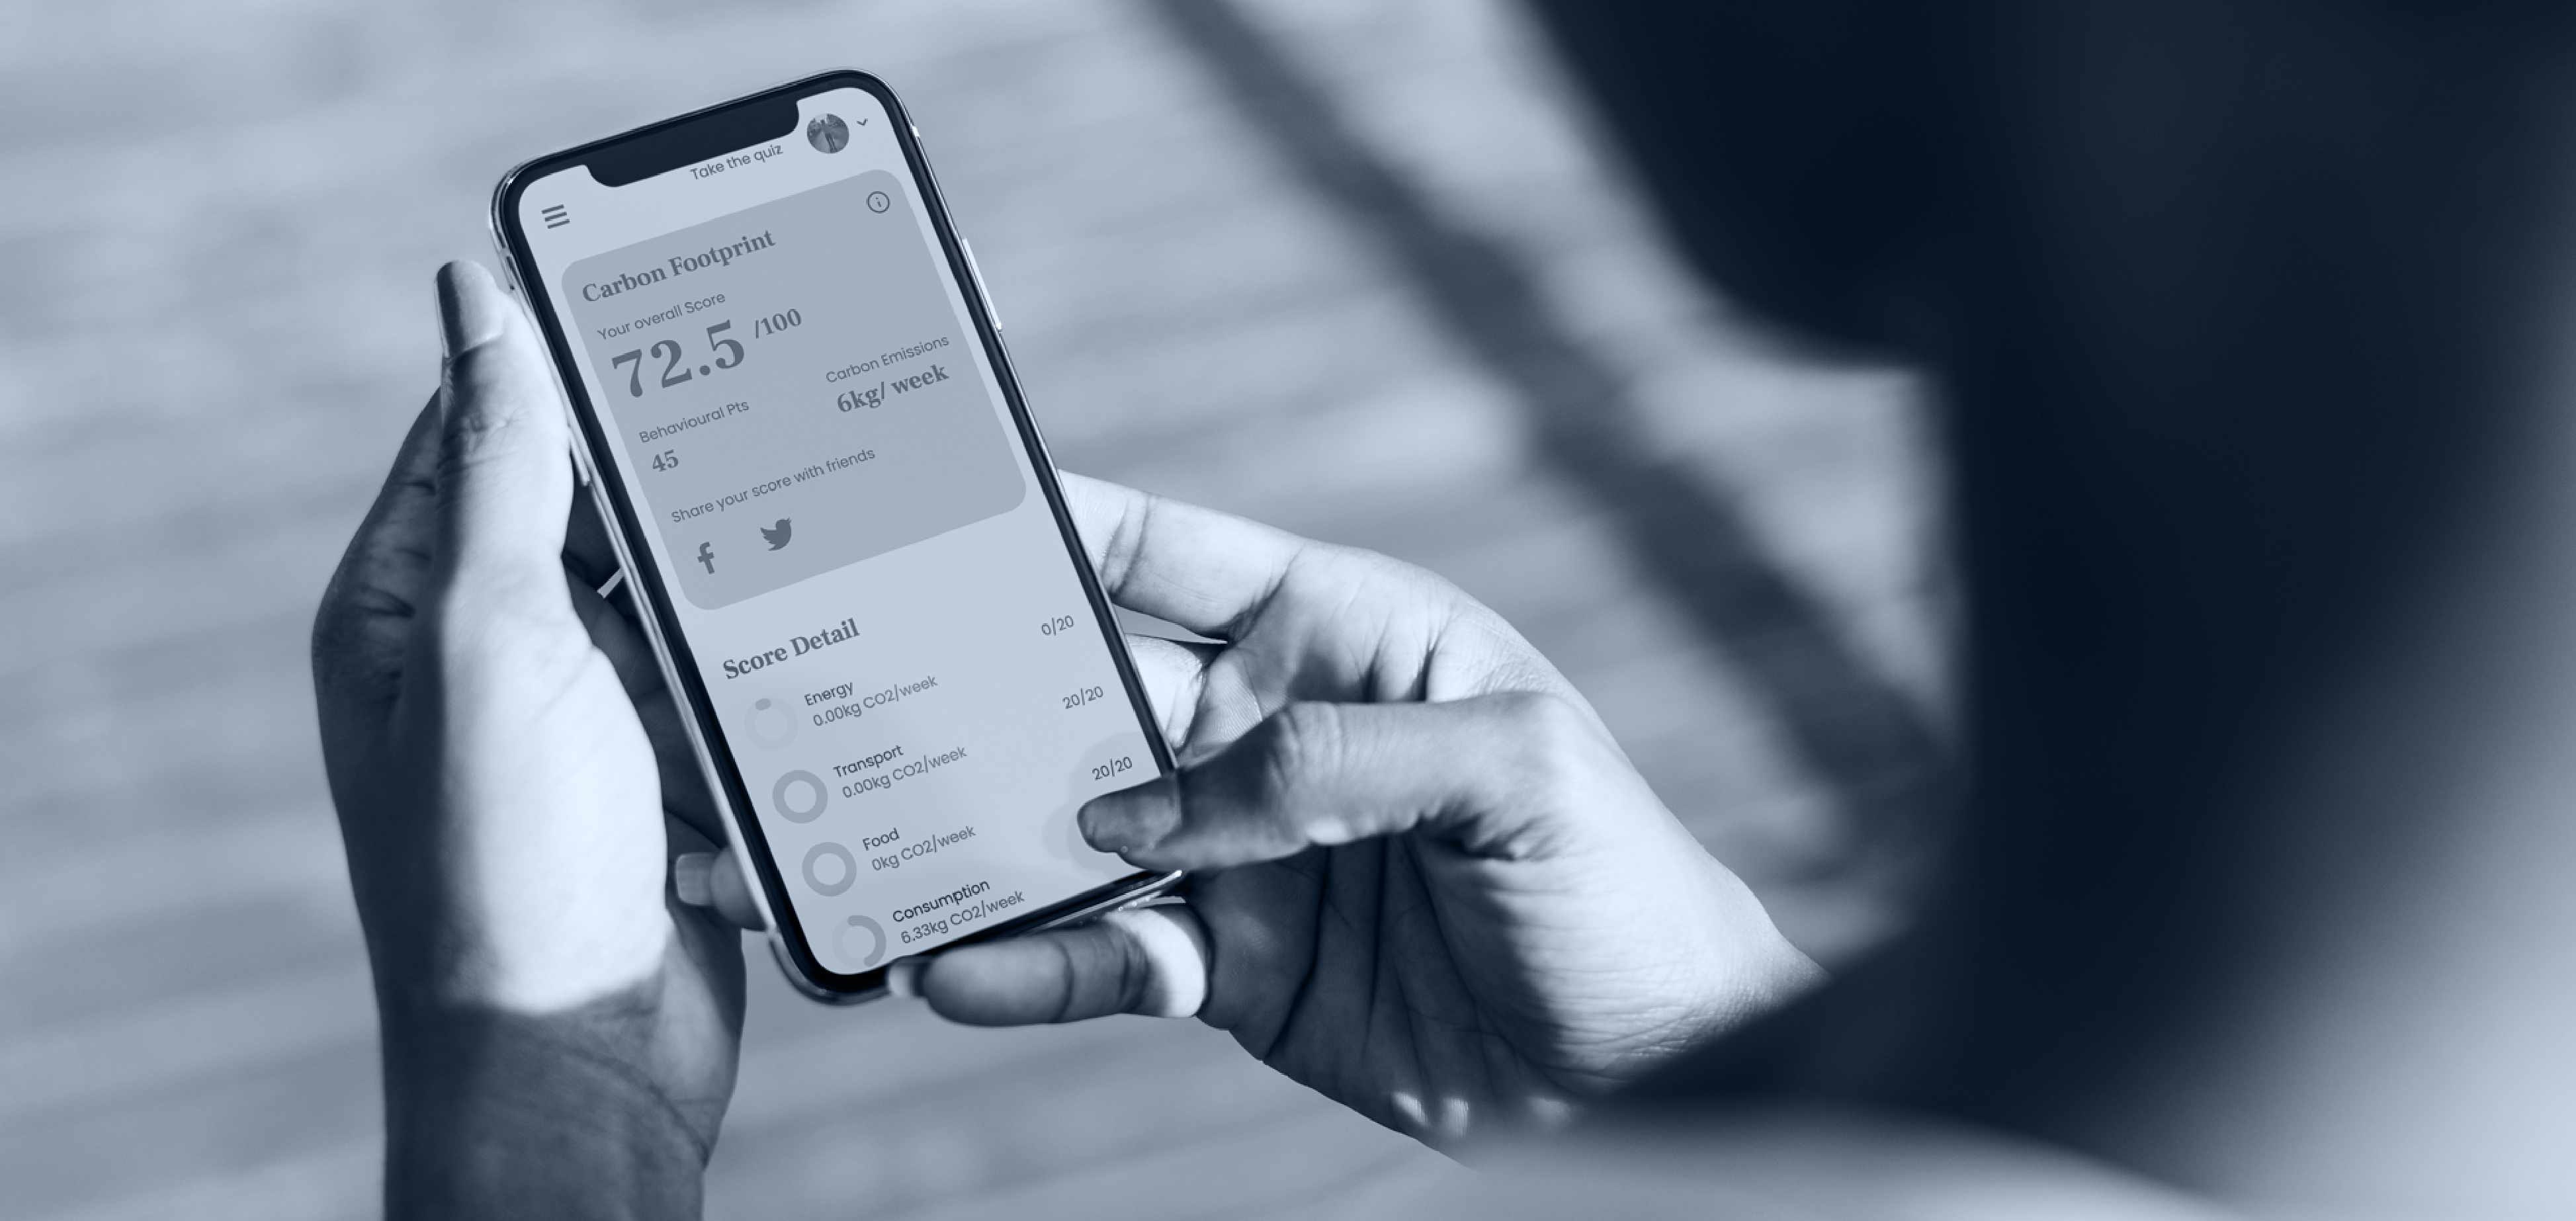 Take the quiz
Carbon Footprint
Your overall Score
72.5 /100
Carbon Emissions
6kg/ week
Behavioural Pts
45
Share your score with friends
Score Detail
0/20
Energy
0.00kg CO2/week
20/20
Transport
0.00kg CO2/week
20/20
Food
0kg CO2/week
Consumption
6.33kg CO2/week